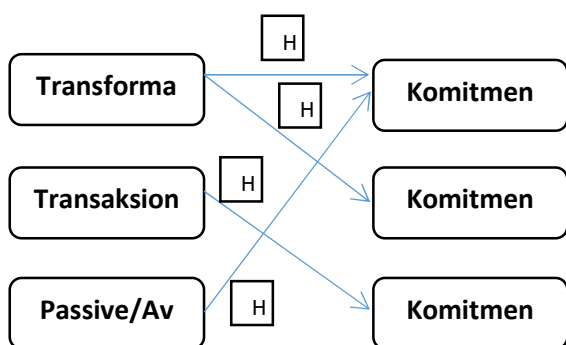 H
Transforma
Komitmen
H
H
Transaksion
Komitmen
H
Passive/Av
Komitmen